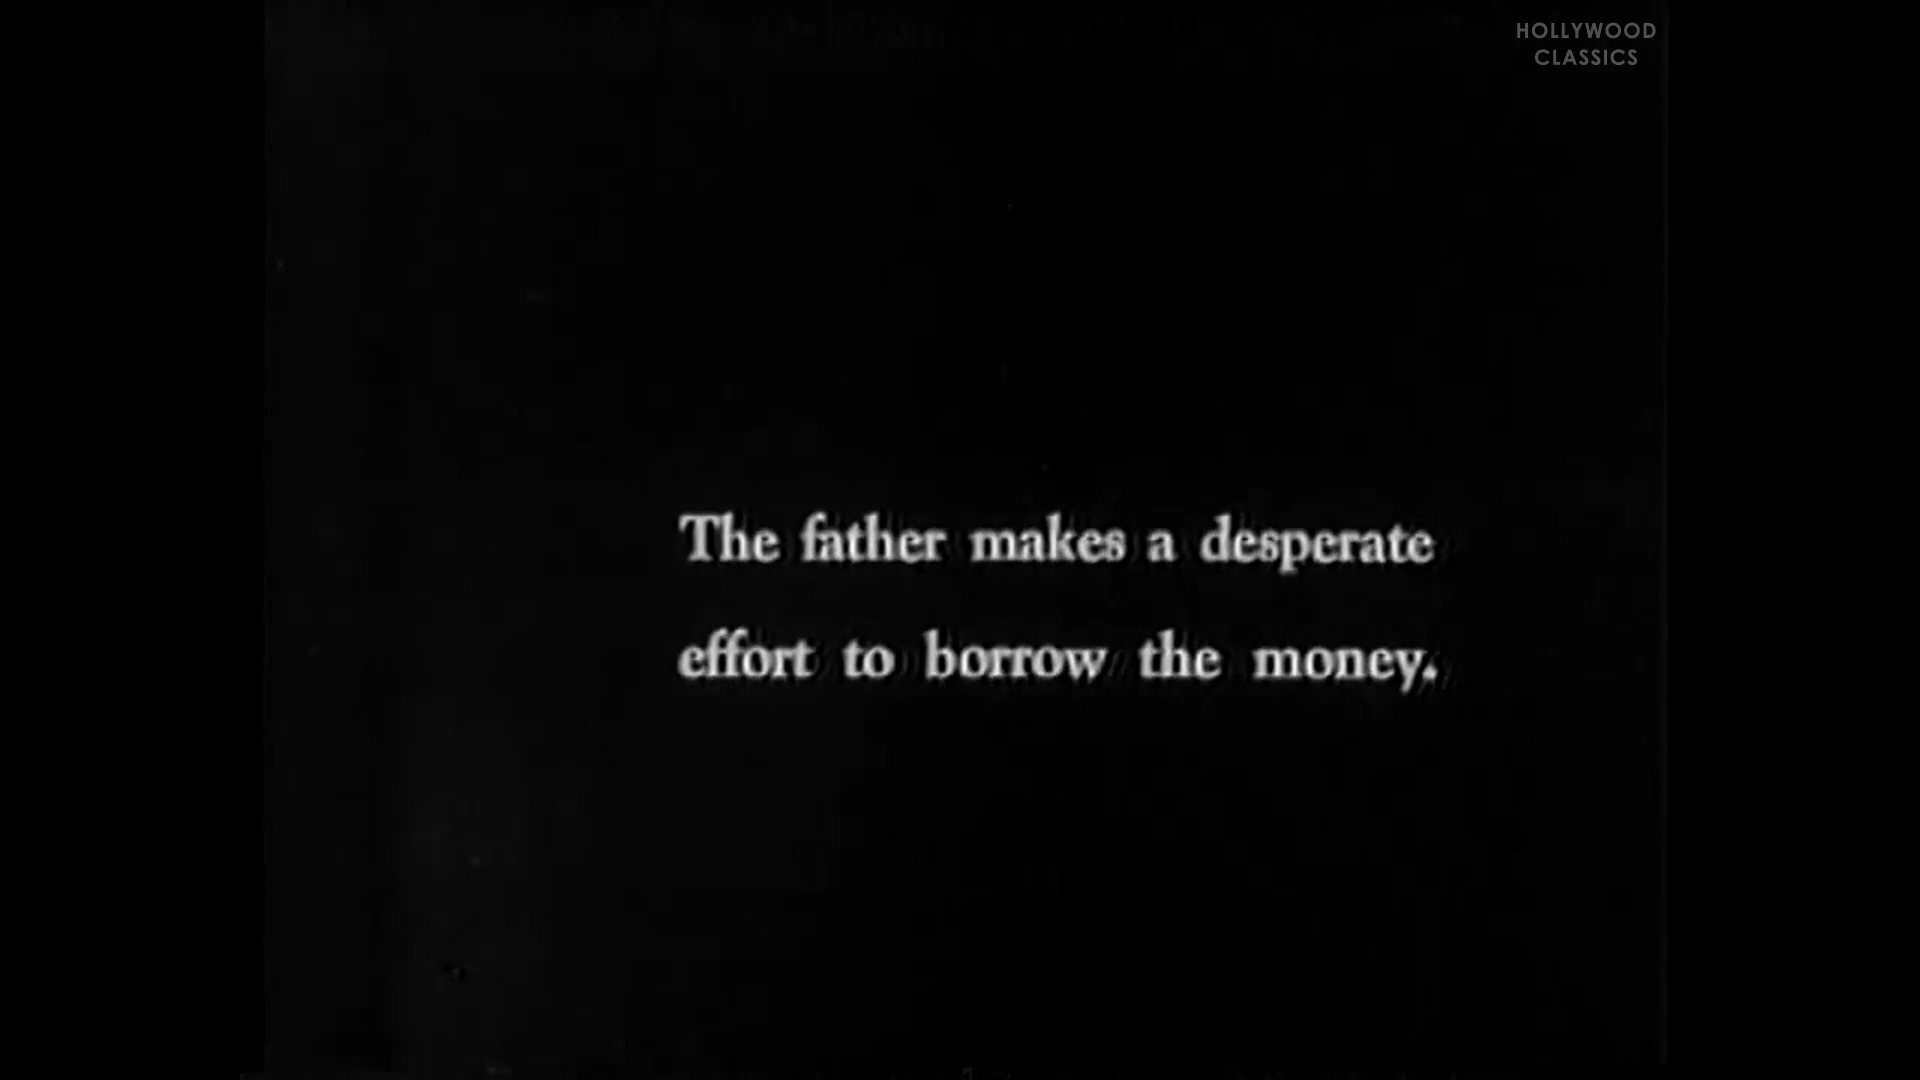 HOLLYWOOD
CLASSICS
The father makes a desperate
effort to borrow the money.